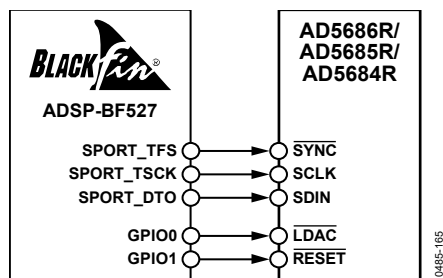 BLACKfin®
ADSP-BF527
AD5686R/
AD5685R/
AD5684R
SPORT_TFS
SPORT_TSCK
SPORT_DTO
GPIO0
GPIO1
SYNC
SCLK
SDIN
LDAC
RESET
0485-165